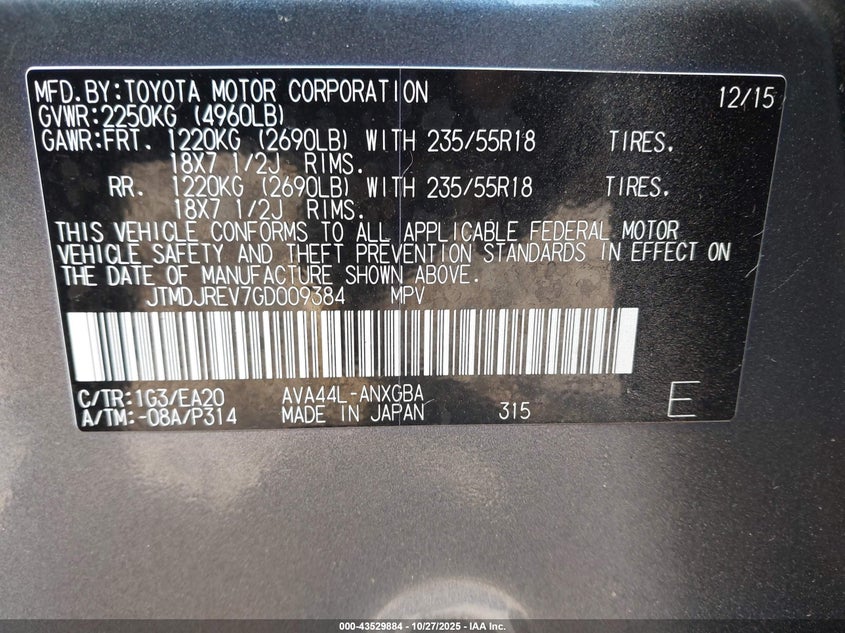 MFD.BY:TOYOTA MOTOR CORPORATION 12/15
GVWR:2250KG (4960LB)
GAWR:FRT. 1220KG (2690LB) WITH 235/55R18 TIRES.
18X7 1/2J RIMS.
RR. 1220KG (2690LB) WITH 235/55R18 TIRES.
18X7 1/2J RIMS.
THIS VEHICLE CONFORMS TO ALL APPLICABLE FEDERAL MOTOR
VEHICLE SAFETY AND THEFT PREVENTION STANDARDS IN EFFECT ON
THE DATE OF MANUFACTURE SHOWN ABOVE.
JTMDJREV7GD009384 MPV
C/TR:1G3/EA20 AVA44L-ANXGBA
A/TM:-08A/P314 MADE IN JAPAN 315 E
000-43529884 | 10/27/2025 | IAA Inc.